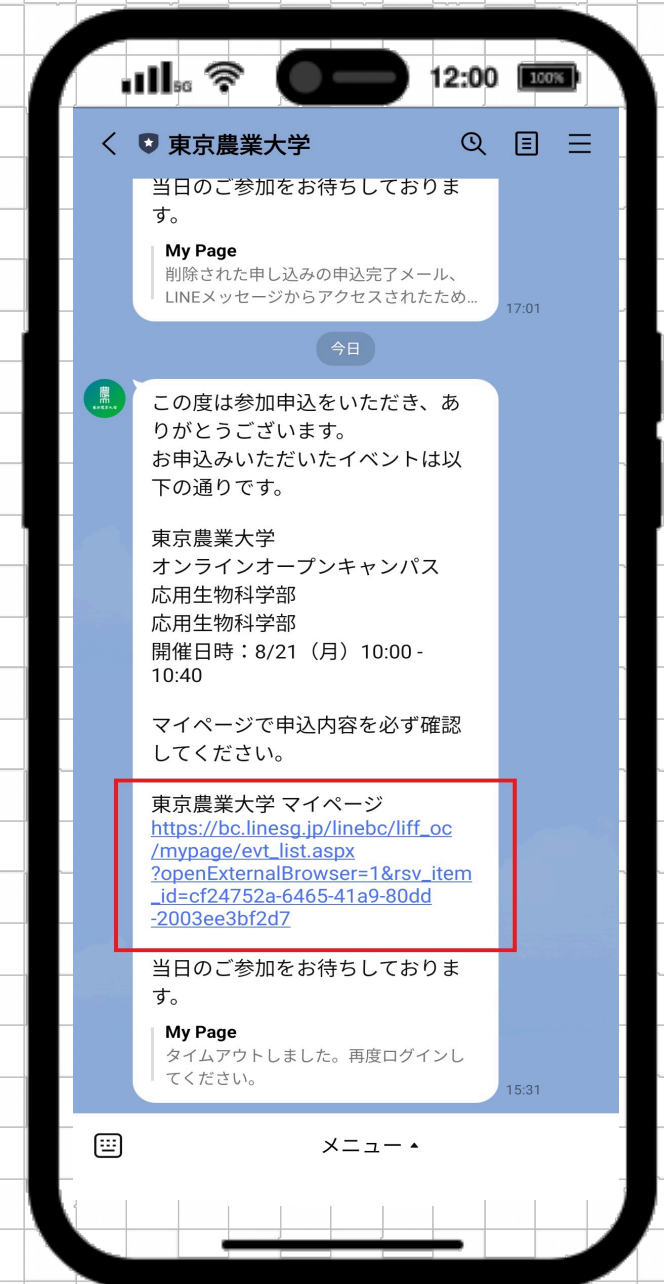 5G 12:00 100%
東京農業大学
当日のご参加をお待ちしておりま
す。
My Page
削除された申し込みの申込完了メール、
LINEメッセージからアクセスされたため...
17:01
今日
この度は参加申込をいただき、あ
りがとうございます。
お申込みいただいたイベントは以
下の通りです。
東京農業大学
オンラインオープンキャンパス
応用生物科学部
応用生物科学部
開催日時：8/21（月）10:00 -
10:40
マイページで申込内容を必ず確認
してください。
東京農業大学 マイページ
https://bc.linesg.jp/linebc/liff_oc
/mypage/evt_list.aspx
?openExternalBrowser=1&rsv_item
_id=cf24752a-6465-41a9-80dd
-2003ee3bf2d7
当日のご参加をお待ちしておりま
す。
My Page
タイムアウトしました。再度ログインし
てください。
15:31
メニュー